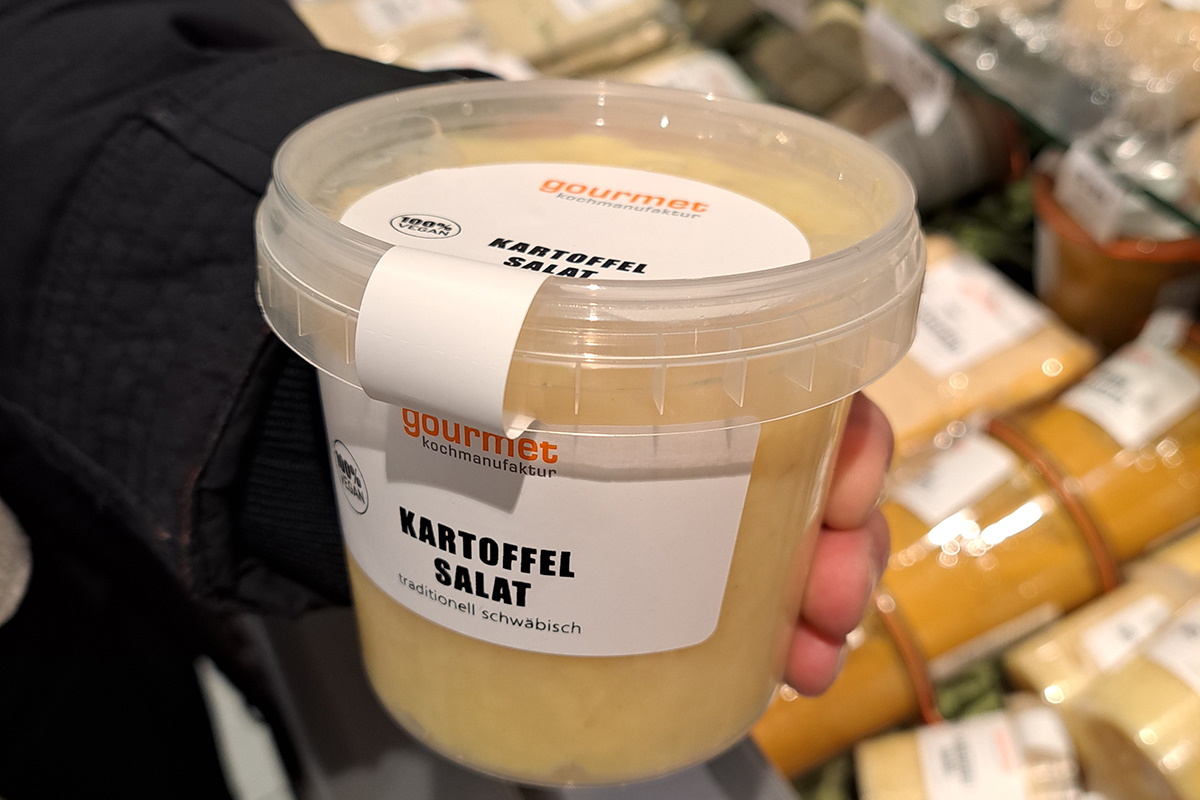 gourmet
kochmanufaktur
100%
VEGAN
KARTOFFEL
SALAT
gourmet
kochmanufaktur
100%
VEGAN
KARTOFFEL
SALAT
traditionell schwäbisch